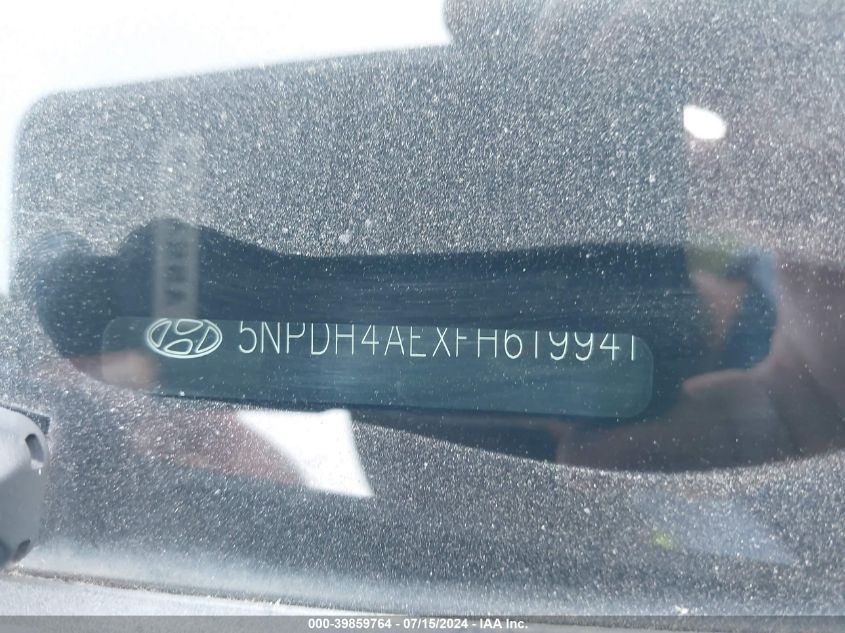 5NPDH4AEXFH619941
000-39859764 - 07/15/2024 - IAA Inc.